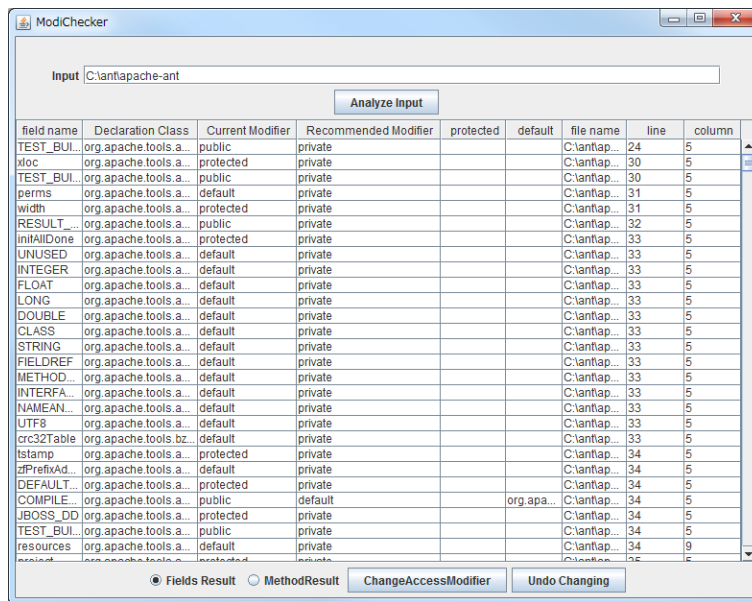 ModiChecker
Input C:\ant\apache-ant
Analyze Input
field name Declaration Class Current Modifier Recommended Modifier protected default file name line column
TEST_BUI... org.apache.tools.a... public private C:\ant\ap... 24 5
xloc org.apache.tools.a... protected private C:\ant\ap... 30 5
TEST_BUI... org.apache.tools.a... public private C:\ant\ap... 30 5
perms org.apache.tools.a... default private C:\ant\ap... 31 5
width org.apache.tools.a... protected private C:\ant\ap... 31 5
RESULT_... org.apache.tools.a... public private C:\ant\ap... 32 5
initAllDone org.apache.tools.a... protected private C:\ant\ap... 33 5
UNUSED org.apache.tools.a... default private C:\ant\ap... 33 5
INTEGER org.apache.tools.a... default private C:\ant\ap... 33 5
FLOAT org.apache.tools.a... default private C:\ant\ap... 33 5
LONG org.apache.tools.a... default private C:\ant\ap... 33 5
DOUBLE org.apache.tools.a... default private C:\ant\ap... 33 5
CLASS org.apache.tools.a... default private C:\ant\ap... 33 5
STRING org.apache.tools.a... default private C:\ant\ap... 33 5
FIELDREF org.apache.tools.a... default private C:\ant\ap... 33 5
METHOD... org.apache.tools.a... default private C:\ant\ap... 33 5
INTERFA... org.apache.tools.a... default private C:\ant\ap... 33 5
NAMEAN... org.apache.tools.a... default private C:\ant\ap... 33 5
UTF8 org.apache.tools.a... default private C:\ant\ap... 33 5
crc32Table org.apache.tools.bz... default private C:\ant\ap... 33 5
tstamp org.apache.tools.a... protected private C:\ant\ap... 34 5
zfPrefixAd... org.apache.tools.a... default private C:\ant\ap... 34 5
DEFAULT... org.apache.tools.a... protected private C:\ant\ap... 34 5
COMPILE... org.apache.tools.a... public default org.apa... C:\ant\ap... 34 5
JBOSS_DD org.apache.tools.a... protected private C:\ant\ap... 34 5
TEST_BUI... org.apache.tools.a... public private C:\ant\ap... 34 5
resources org.apache.tools.a... default private C:\ant\ap... 34 9
project org.apache.tools.a... protected private C:\ant\ap... 35 5
Fields Result MethodResult ChangeAccessModifier Undo Changing